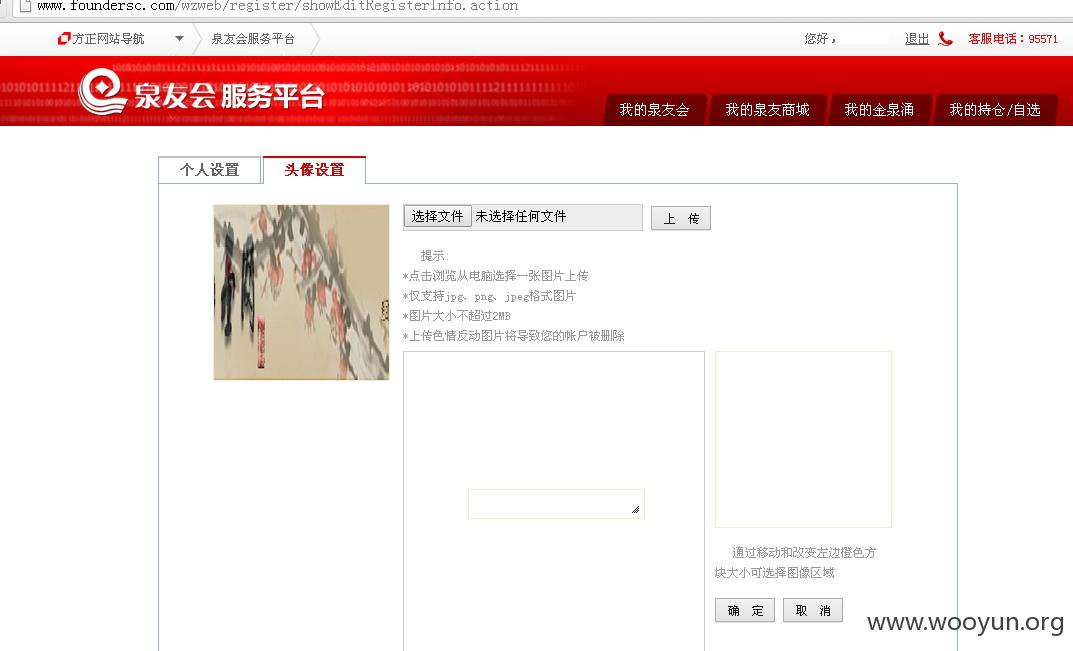 www.foundersc.com/wzweb/register/showEditRegisterInfo.action
方正网站导航 泉友会服务平台 您好， 退出 客服电话：95571
泉友会 服务平台
我的泉友会 我的泉友商城 我的金泉涌 我的持仓/自选
个人设置 头像设置
选择文件 未选择任何文件 上 传
提示:
*点击浏览从电脑选择一张图片上传
*仅支持jpg、png、jpeg格式图片
*图片大小不超过2MB
*上传色情反动图片将导致您的帐户被删除
通过移动和改变左边橙色方
块大小可选择图像区域
确 定 取 消
www.wooyun.org